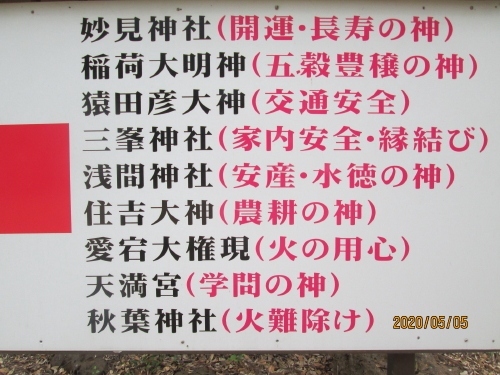 妙見神社(開運・長寿の神)
稲荷大明神(五穀豊穣の神)
猿田彦大神(交通安全)
三峯神社(家内安全・縁結び)
浅間神社(安産・水徳の神)
住吉大神(農耕の神)
愛宕大権現(火の用心)
天満宮(学問の神)
秋葉神社(火難除け)
2020/05/05